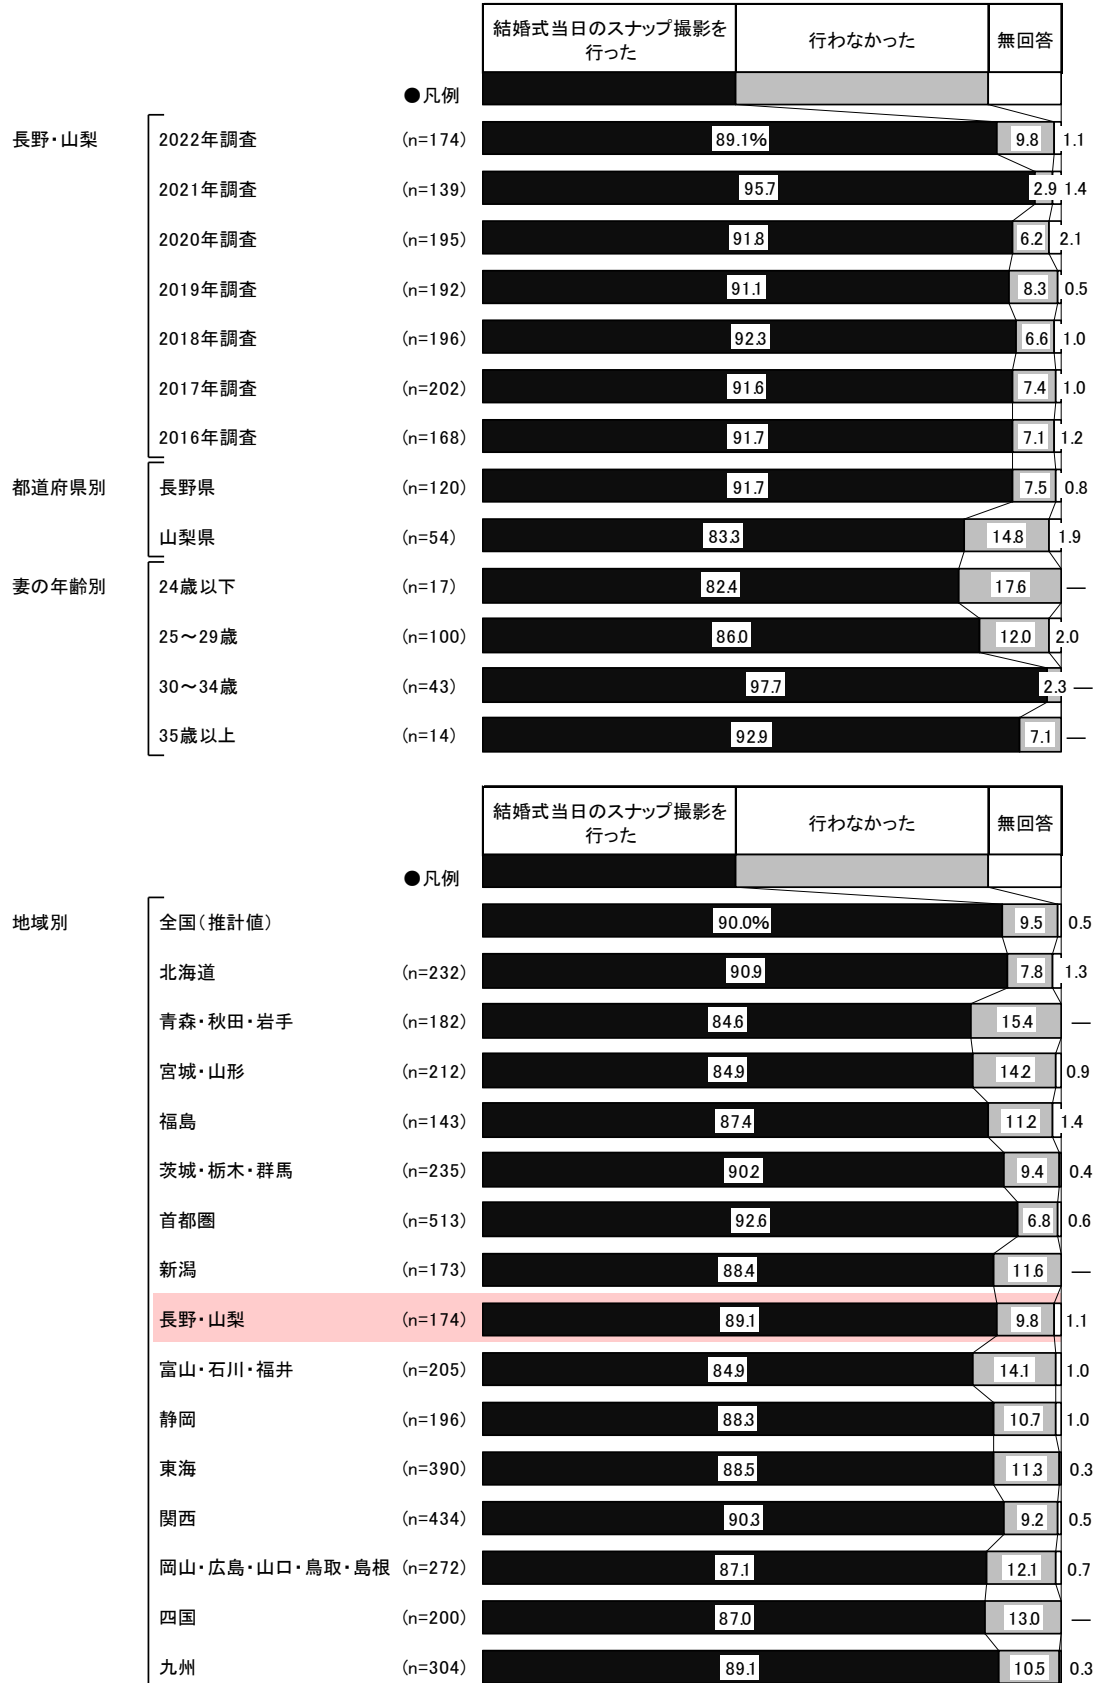 結婚式当日のスナップ撮影を
行った
行わなかった
無回答
●凡例
長野・山梨
2022年調査 (n=174) 89.1% 9.8 1.1
2021年調査 (n=139) 95.7 2.9 1.4
2020年調査 (n=195) 91.8 6.2 2.1
2019年調査 (n=192) 91.1 8.3 0.5
2018年調査 (n=196) 92.3 6.6 1.0
2017年調査 (n=202) 91.6 7.4 1.0
2016年調査 (n=168) 91.7 7.1 1.2
都道府県別
長野県 (n=120) 91.7 7.5 0.8
山梨県 (n=54) 83.3 14.8 1.9
妻の年齢別
24歳以下 (n=17) 82.4 17.6 ―
25～29歳 (n=100) 86.0 12.0 2.0
30～34歳 (n=43) 97.7 2.3 ―
35歳以上 (n=14) 92.9 7.1 ―
結婚式当日のスナップ撮影を
行った
行わなかった
無回答
●凡例
地域別
全国(推計値) 90.0% 9.5 0.5
北海道 (n=232) 90.9 7.8 1.3
青森・秋田・岩手 (n=182) 84.6 15.4 ―
宮城・山形 (n=212) 84.9 14.2 0.9
福島 (n=143) 87.4 11.2 1.4
茨城・栃木・群馬 (n=235) 90.2 9.4 0.4
首都圏 (n=513) 92.6 6.8 0.6
新潟 (n=173) 88.4 11.6 ―
長野・山梨 (n=174) 89.1 9.8 1.1
富山・石川・福井 (n=205) 84.9 14.1 1.0
静岡 (n=196) 88.3 10.7 1.0
東海 (n=390) 88.5 11.3 0.3
関西 (n=434) 90.3 9.2 0.5
岡山・広島・山口・鳥取・島根 (n=272) 87.1 12.1 0.7
四国 (n=200) 87.0 13.0 ―
九州 (n=304) 89.1 10.5 0.3